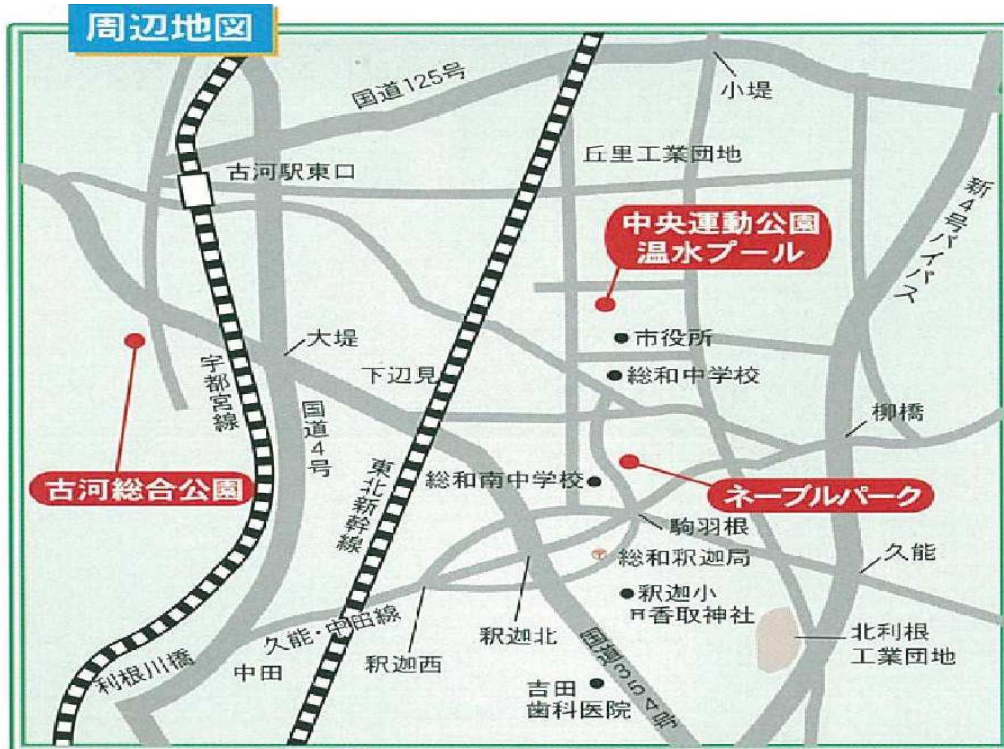 周辺地図
国道125号
小堤
古河駅東口
丘里工業団地
新4号バイパス
中央運動公園
温水プール
市役所
大堤
総和中学校
下辺見
宇都宮線
国道4号
柳橋
古河総合公園
東北新幹線
総和南中学校
ネーブルパーク
駒羽根
〒総和釈迦局
久能
釈迦小
香取神社
久能・中田線
釈迦北
北利根
工業団地
利根川橋
中田
釈迦西
県453道国
吉田
歯科医院